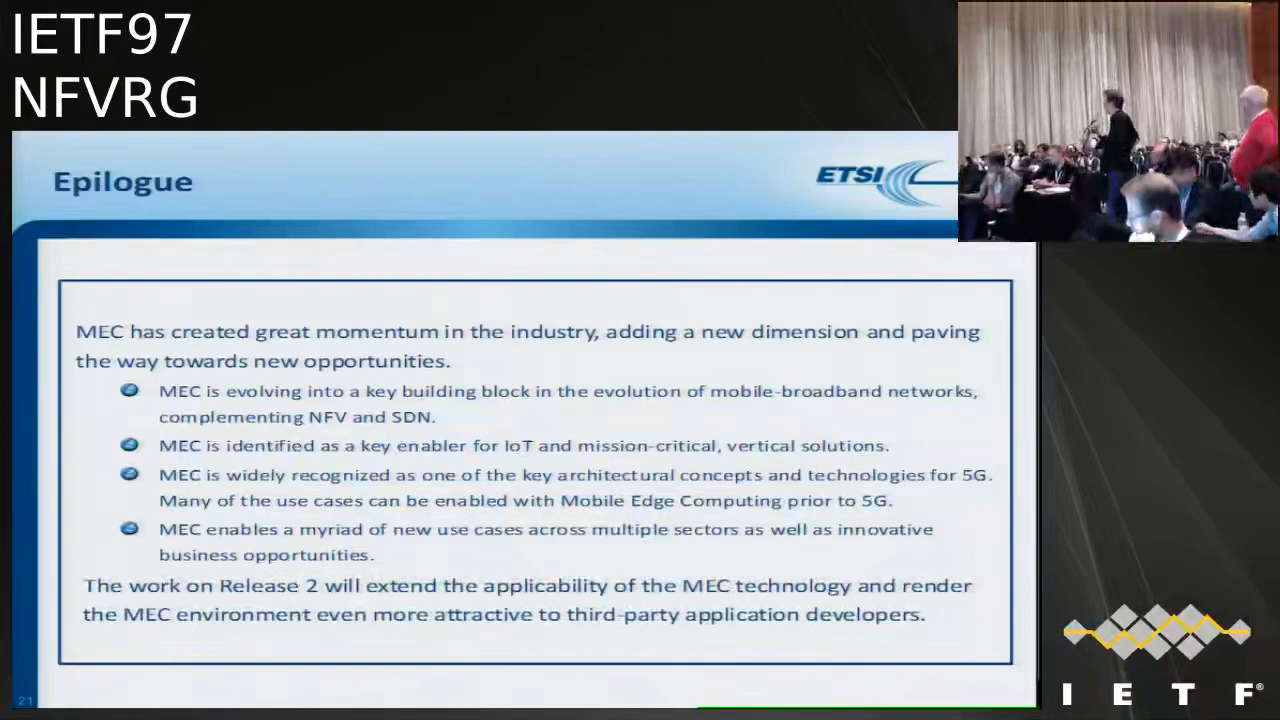 IETF97
NFVRG
Epilogue
ETSI
MEC has created great momentum in the industry, adding a new dimension and paving
the way towards new opportunities.
MEC is evolving into a key building block in the evolution of mobile-broadband networks,
complementing NFV and SDN.
MEC is identified as a key enabler for IoT and mission-critical, vertical solutions.
MEC is widely recognized as one of the key architectural concepts and technologies for 5G.
Many of the use cases can be enabled with Mobile Edge Computing prior to 5G.
MEC enables a myriad of new use cases across multiple sectors as well as innovative
business opportunities.
The work on Release 2 will extend the applicability of the MEC technology and render
the MEC environment even more attractive to third-party application developers.
21
I E T F®